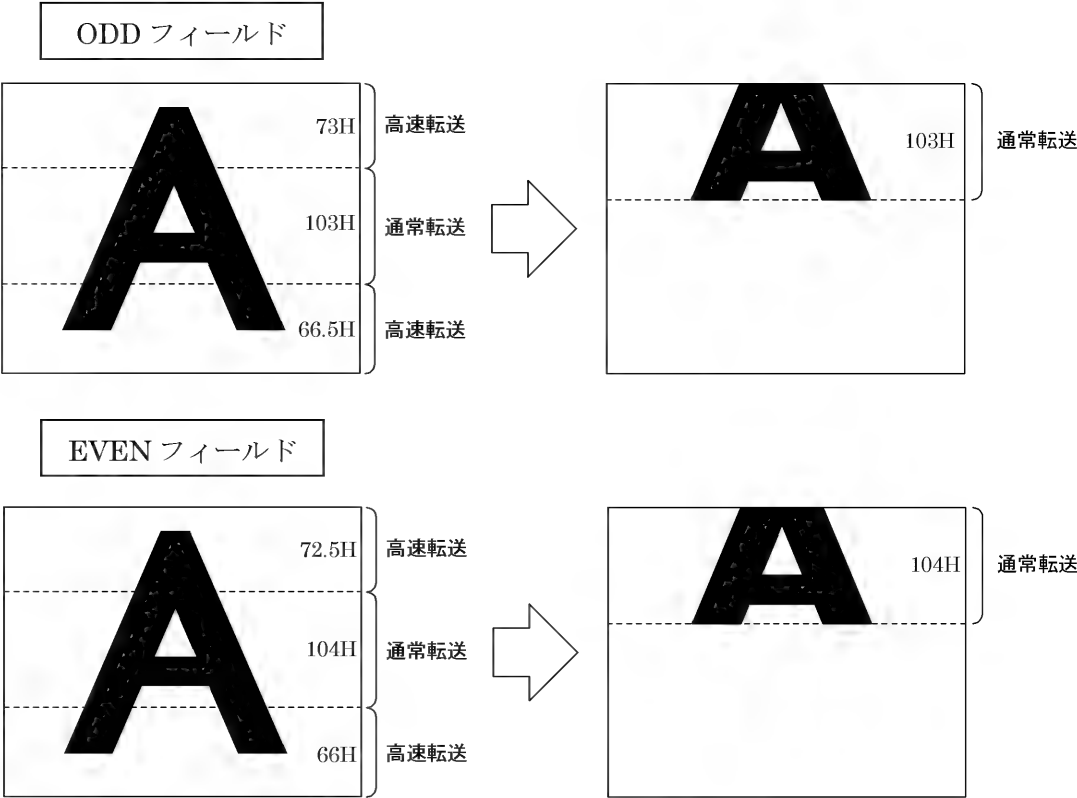 ODD フィールド
73H 高速転送
103H 通常転送
66.5H 高速転送
A
103H 通常転送
A
EVEN フィールド
72.5H 高速転送
104H 通常転送
66H 高速転送
A
104H 通常転送
A